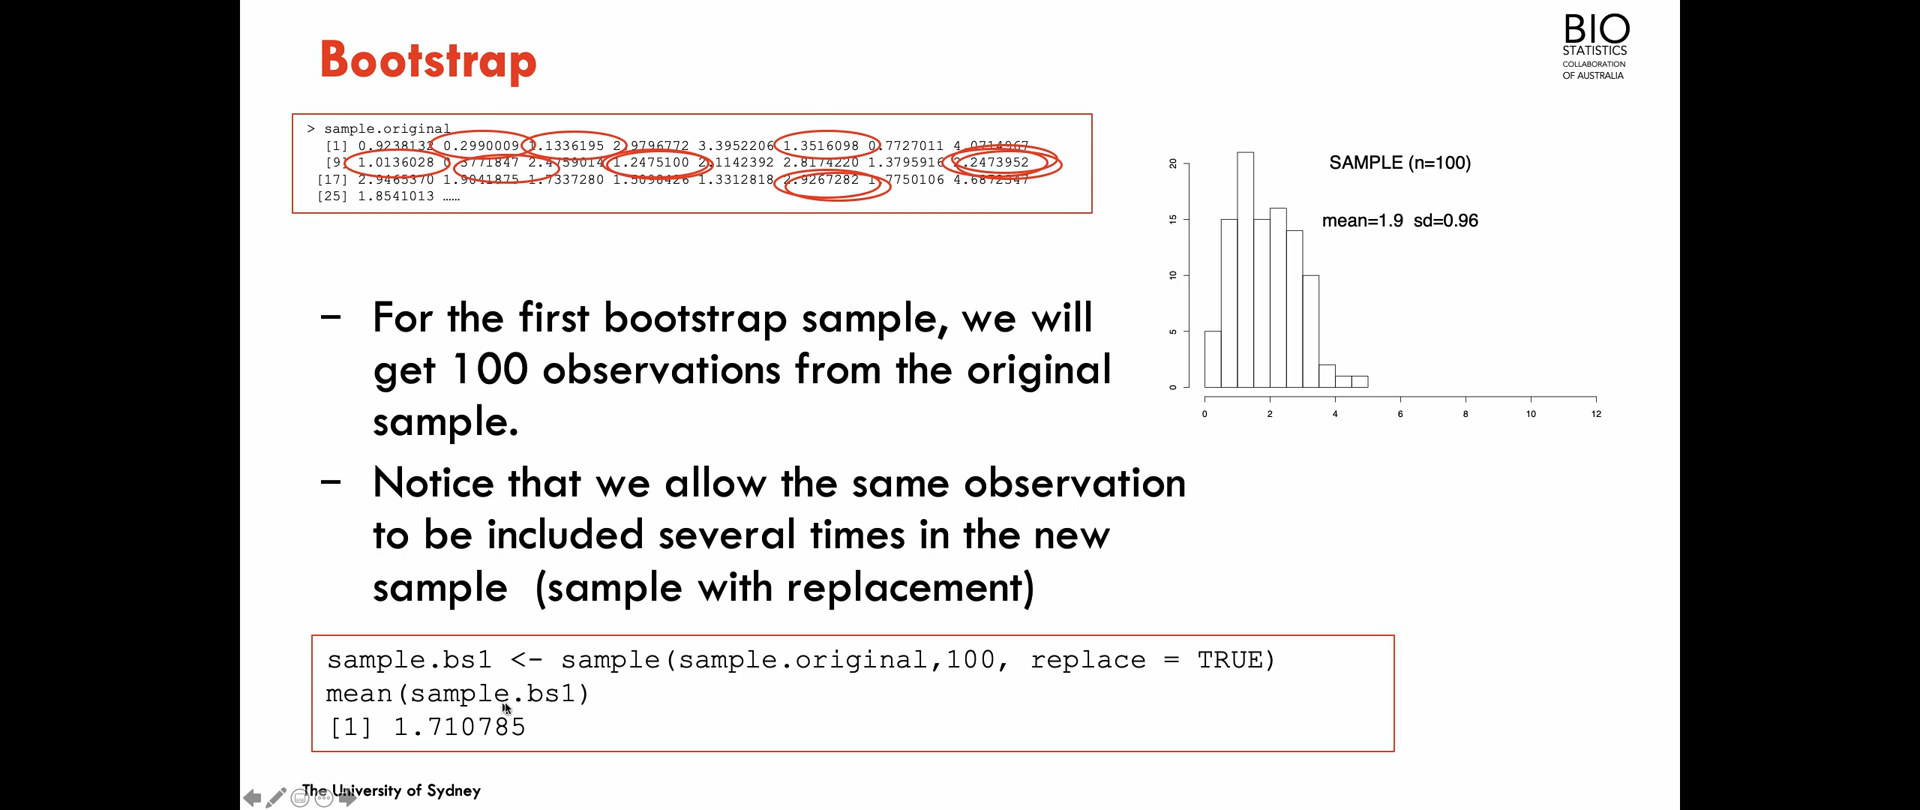 Bootstrap
BIO
STATISTICS
COLLABORATION
OF AUSTRALIA
> sample.original
[1] 0.9238132 0.2990009 1.1336195 2.9796772 3.3952206 1.3516098 0.7727011 4.0714967
[9] 1.0136028 0.3771847 2.4759014 1.2475100 2.1142392 2.8174220 1.3795916 2.2473952
[17] 2.9465370 1.9041875 1.7337280 1.5098426 1.3312818 2.9267282 1.7750106 4.6872347
[25] 1.8541013 ……
SAMPLE (n=100)
mean=1.9 sd=0.96
20
15
10
5
0
0 2 4 6 8 10 12
– For the first bootstrap sample, we will
get 100 observations from the original
sample.
– Notice that we allow the same observation
to be included several times in the new
sample (sample with replacement)
sample.bs1 <- sample(sample.original,100, replace = TRUE)
mean(sample.bs1)
[1] 1.710785
The University of Sydney